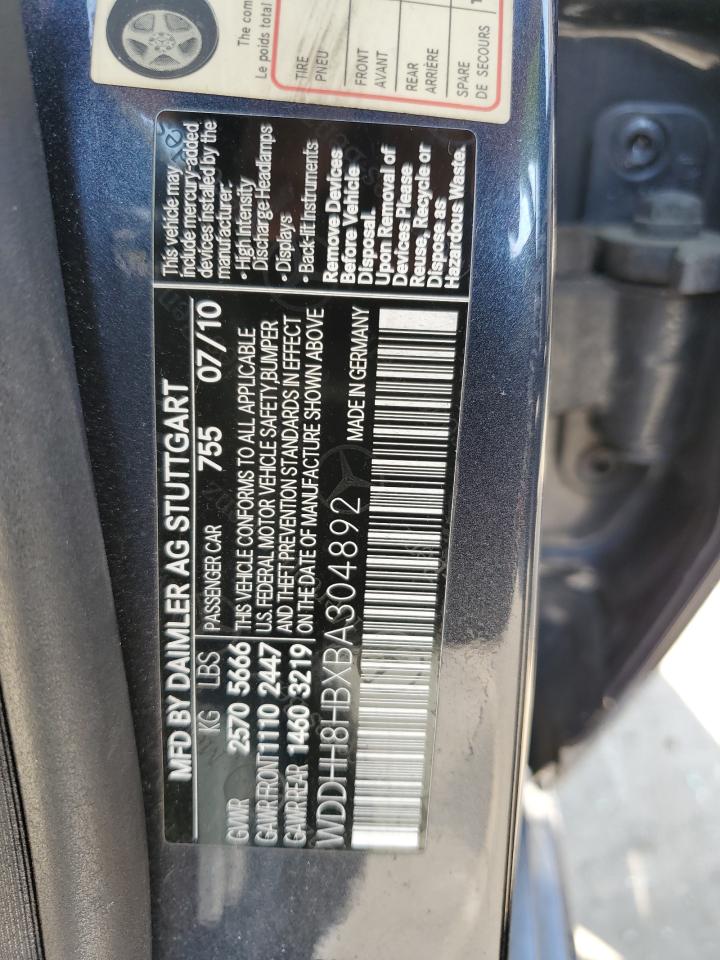 The com
Le poids total
TIRE
PNEU
FRONT
AVANT
REAR
ARRIÈRE
SPARE
DE SECOURS
MFD BY DAIMLER AG STUTTGART
KG LBS PASSENGER CAR 755 07/10
GVWR 2570 5666
GAWR FRONT 1110 2447
GAWR REAR 1460 3219
THIS VEHICLE CONFORMS TO ALL APPLICABLE
U.S. FEDERAL MOTOR VEHICLE SAFETY,BUMPER
AND THEFT PREVENTION STANDARDS IN EFFECT
ON THE DATE OF MANUFACTURE SHOWN ABOVE
WDDHH8HBXBA304892
MADE IN GERMANY
This vehicle may
include mercury-added
devices installed by the
manufacturer:
• High Intensity
Discharge Headlamps
• Displays
• Back-lit Instruments
Remove Devices
Before Vehicle
Disposal.
Upon Removal of
Devices Please
Reuse, Recycle or
Dispose as
Hazardous Waste.